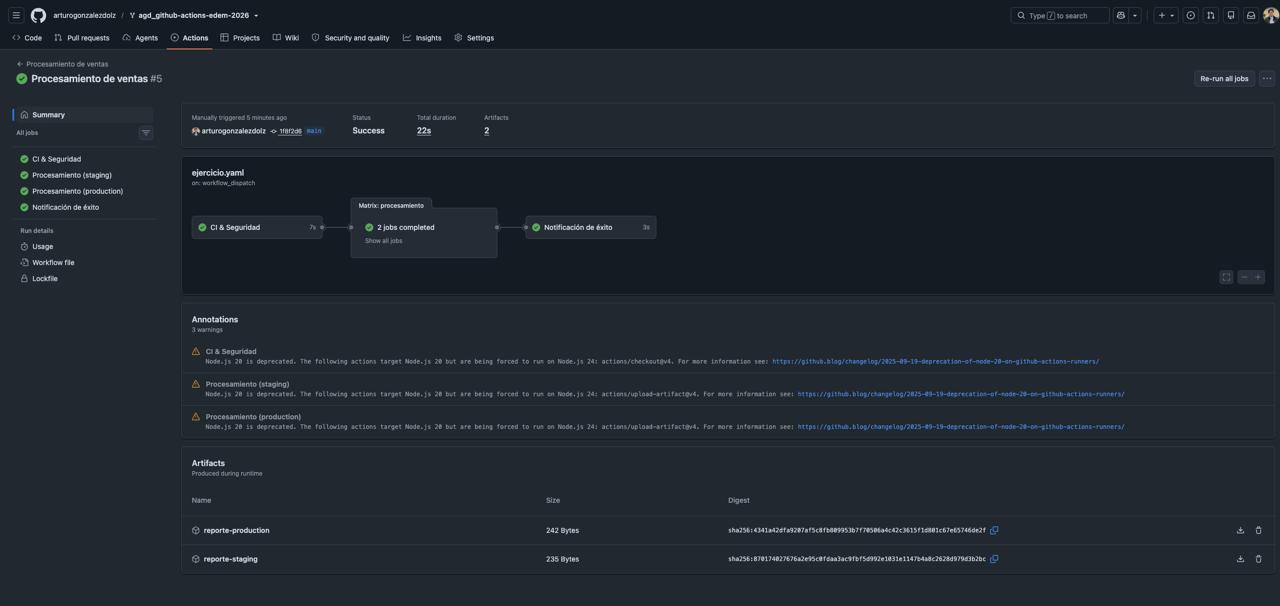 arturogonzalezdolz / agd_github-actions-edem-2026
Type / to search
Code Pull requests Agents Actions Projects Wiki Security and quality Insights Settings
Procesamiento de ventas
Procesamiento de ventas #5
Re-run all jobs
Summary
All jobs
CI & Seguridad
Procesamiento (staging)
Procesamiento (production)
Notificación de éxito
Run details
Usage
Workflow file
Lockfile
Manually triggered 5 minutes ago
arturogonzalezdolz 1f8f2d6 main
Status
Success
Total duration
22s
Artifacts
2
ejercicio.yaml
on: workflow_dispatch
CI & Seguridad 7s
Matrix: procesamiento
2 jobs completed
Show all jobs
Notificación de éxito 3s
Annotations
3 warnings
CI & Seguridad
Node.js 20 is deprecated. The following actions target Node.js 20 but are being forced to run on Node.js 24: actions/checkout@v4. For more information see: https://github.blog/changelog/2025-09-19-deprecation-of-node-20-on-github-actions-runners/
Procesamiento (staging)
Node.js 20 is deprecated. The following actions target Node.js 20 but are being forced to run on Node.js 24: actions/upload-artifact@v4. For more information see: https://github.blog/changelog/2025-09-19-deprecation-of-node-20-on-github-actions-runners/
Procesamiento (production)
Node.js 20 is deprecated. The following actions target Node.js 20 but are being forced to run on Node.js 24: actions/upload-artifact@v4. For more information see: https://github.blog/changelog/2025-09-19-deprecation-of-node-20-on-github-actions-runners/
Artifacts
Produced during runtime
Name Size Digest
reporte-production 242 Bytes sha256:4341a42dfa9207af5c8fb809953b7f70506a4c42c3615f1d801c67e65746de2f
reporte-staging 235 Bytes sha256:870174027676a2e95c0fdaa3ac9fbf5d992e1031e1147b4a8c2628d979d3b2bc